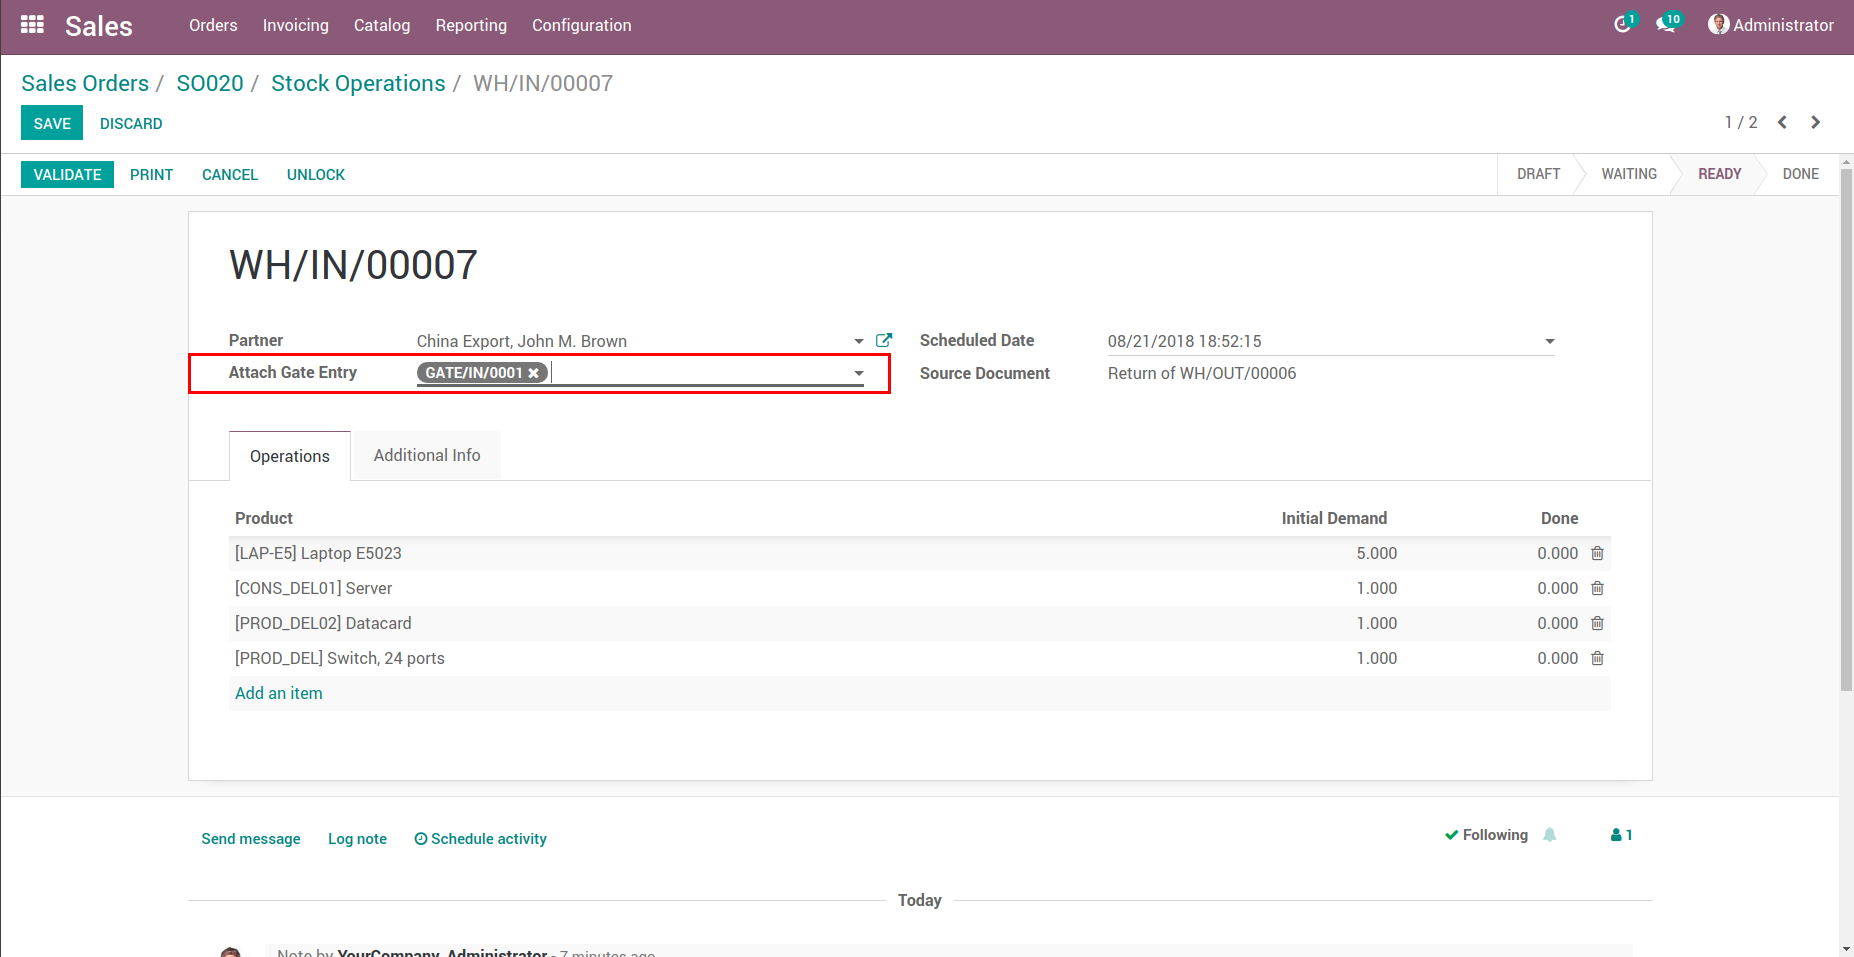 Sales Orders Invoicing Catalog Reporting Configuration 1 10 Administrator
Sales Orders / SO020 / Stock Operations / WH/IN/00007
SAVE DISCARD 1 / 2
VALIDATE PRINT CANCEL UNLOCK DRAFT WAITING READY DONE
WH/IN/00007
Partner China Export, John M. Brown Scheduled Date 08/21/2018 18:52:15
Attach Gate Entry GATE/IN/0001 Source Document Return of WH/OUT/00006
Operations Additional Info
Product Initial Demand Done
[LAP-E5] Laptop E5023 5.000 0.000
[CONS_DEL01] Server 1.000 0.000
[PROD_DEL02] Datacard 1.000 0.000
[PROD_DEL] Switch, 24 ports 1.000 0.000
Add an item
Send message Log note Schedule activity Following 1
Today
Note by YourCompany, Administrator - 7 minutes ago